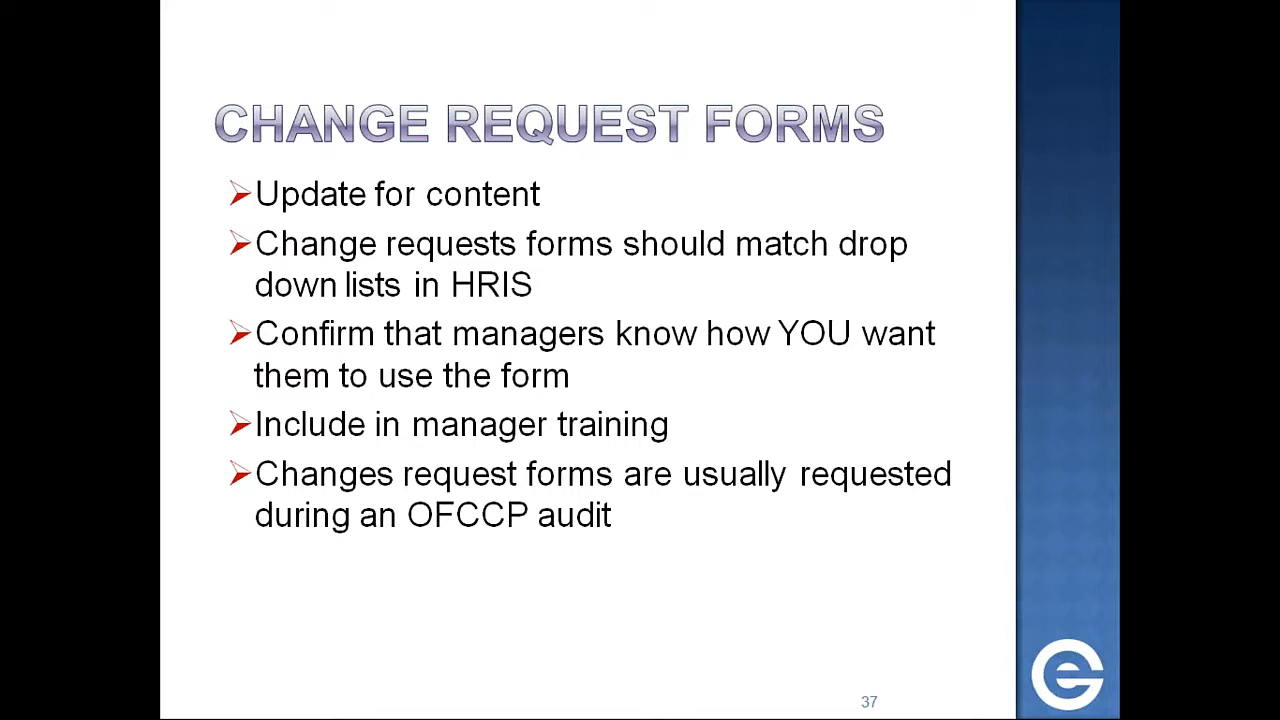 CHANGE REQUEST FORMS
Update for content
Change requests forms should match drop
down lists in HRIS
Confirm that managers know how YOU want
them to use the form
Include in manager training
Changes request forms are usually requested
during an OFCCP audit
37